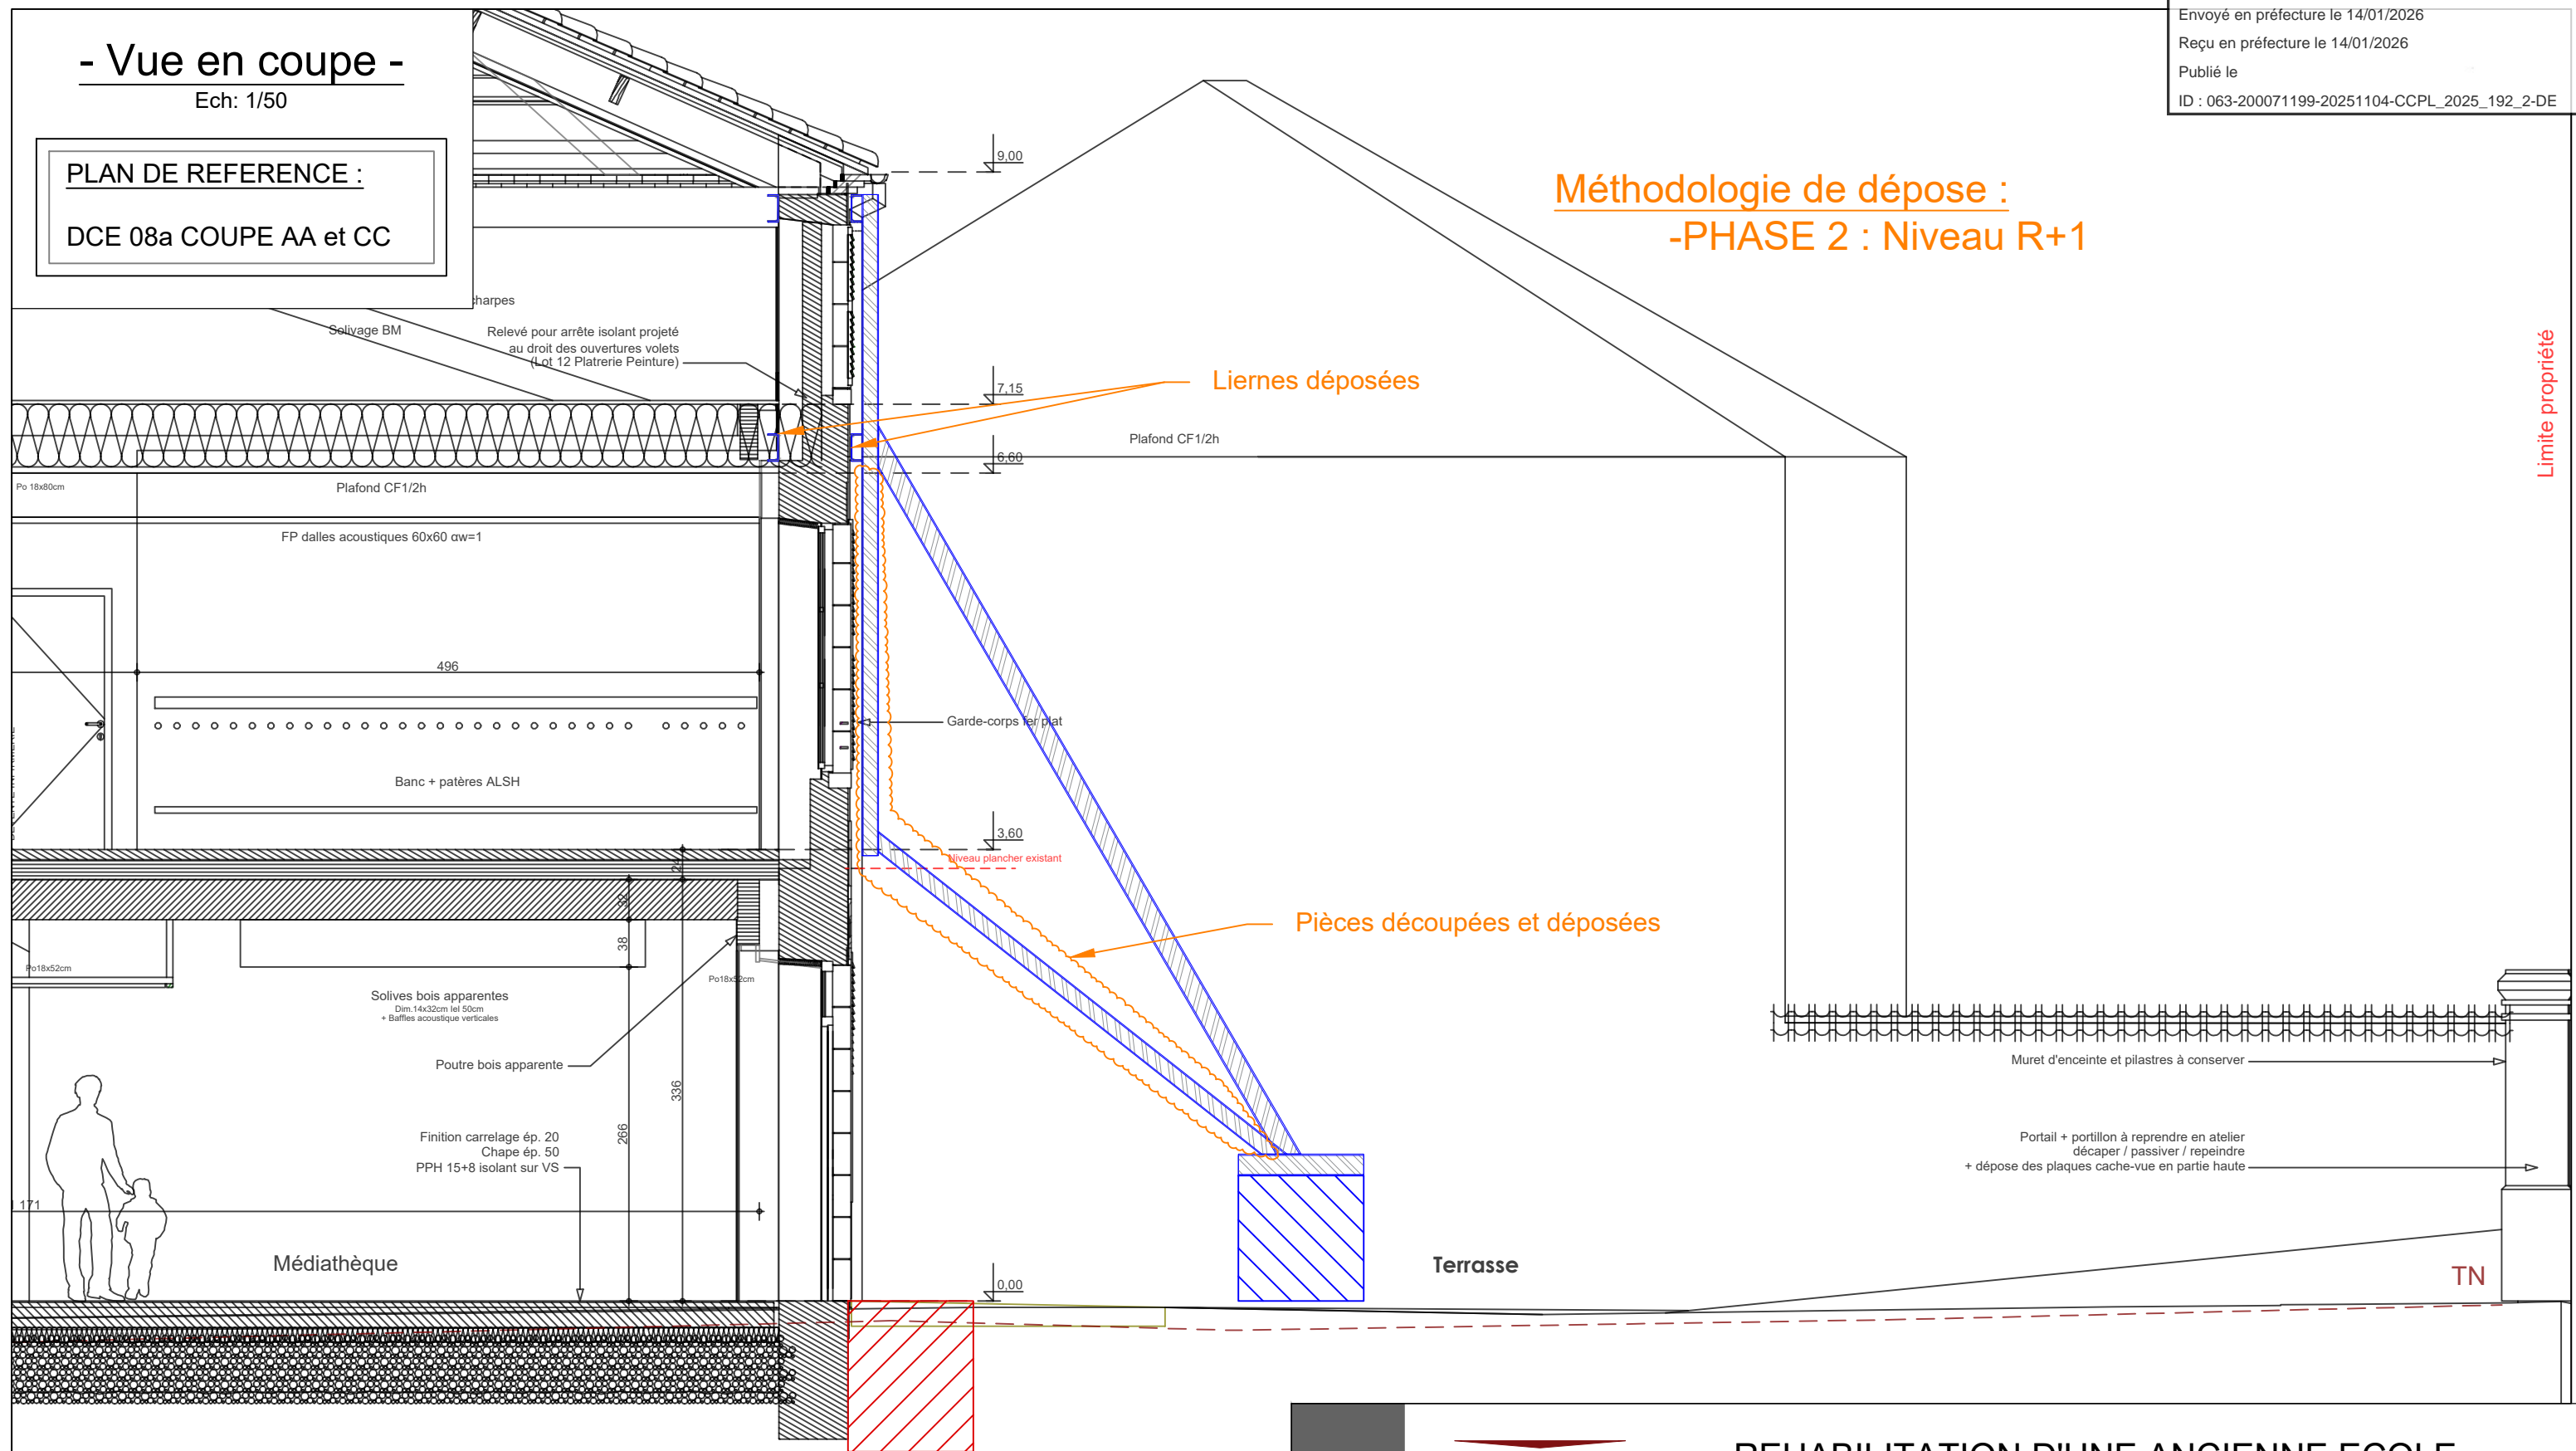 - Vue en coupe -
Ech: 1/50
PLAN DE REFERENCE :
DCE 08a COUPE AA et CC
Envoyé en préfecture le 14/01/2026
Reçu en préfecture le 14/01/2026
Publié le
ID : 063-200071199-20251104-CCPL_2025_192_2-DE
Méthodologie de dépose :
-PHASE 2 : Niveau R+1
9,00
charpes
Solivage BM
Relevé pour arrête isolant projeté
au droit des ouvertures volets
(Lot 12 Platrerie Peinture)
Limite propriété
7,15
Liernes déposées
Plafond CF1/2h
6,60
Po 18x80cm
Plafond CF1/2h
FP dalles acoustiques 60x60 αw=1
496
Garde-corps fer plat
Banc + patères ALSH
3,60
Niveau plancher existant
24
32
38
Pièces découpées et déposées
Po18x52cm
Po18x52cm
Solives bois apparentes
Dim.14x32cm lel 50cm
+ Baffles acoustique verticales
Poutre bois apparente
336
266
Muret d'enceinte et pilastres à conserver
Finition carrelage ép. 20
Chape ép. 50
PPH 15+8 isolant sur VS
Portail + portillon à reprendre en atelier
décaper / passiver / repeindre
+ dépose des plaques cache-vue en partie haute
171
Médiathèque
Terrasse
0,00
TN
REHABILITATION D'UNE ANCIENNE ECOLE